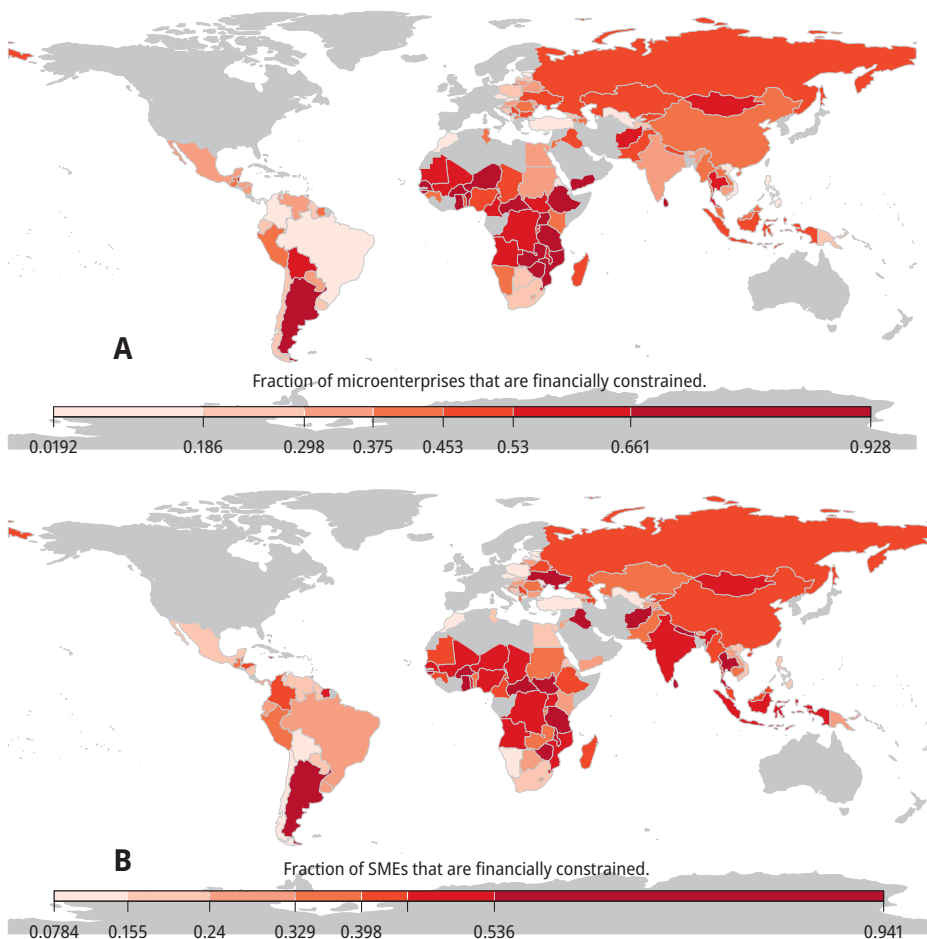 A
Fraction of microenterprises that are financially constrained.
0.0192 0.186 0.298 0.375 0.453 0.53 0.661 0.928
B
Fraction of SMEs that are financially constrained.
0.0784 0.155 0.24 0.329 0.398 0.536 0.941